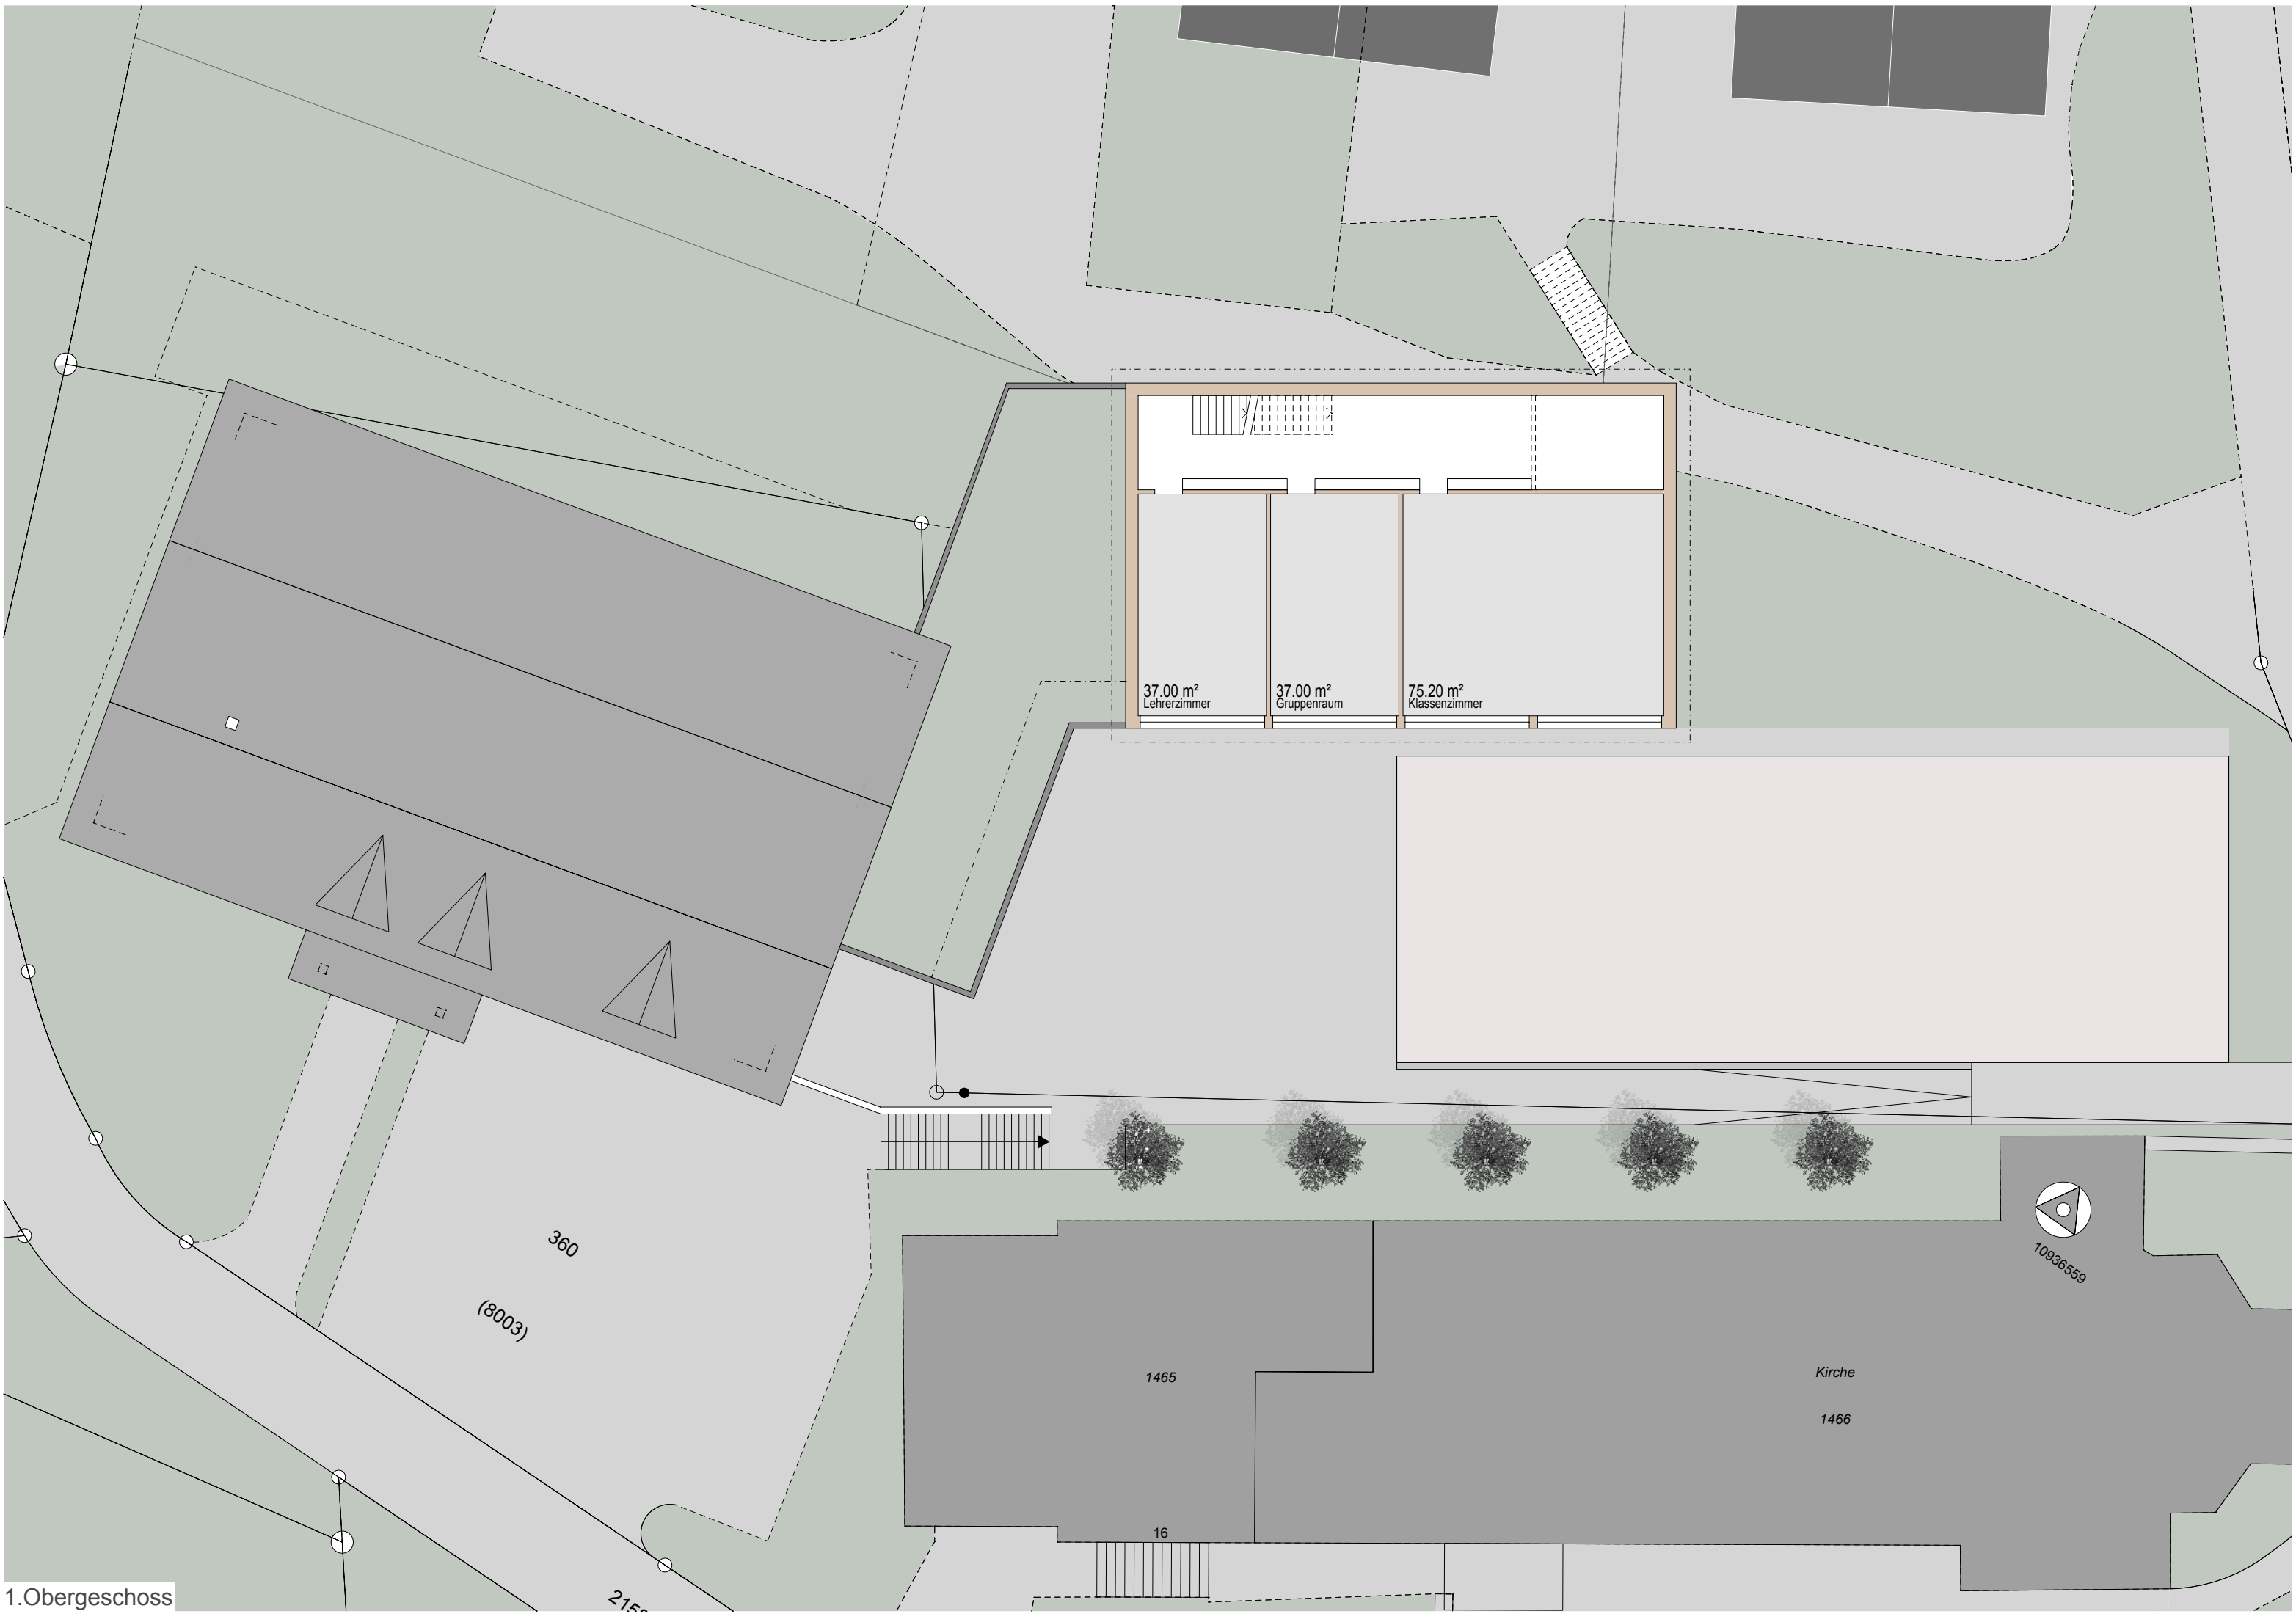 37.00 m²
Lehrerzimmer
37.00 m²
Gruppenraum
75.20 m²
Klassenzimmer
360
(8003)
10936559
1465
Kirche
1466
16
1.Obergeschoss